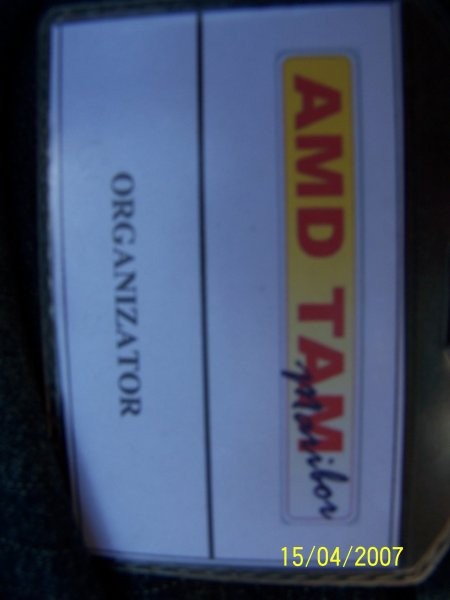 AMD TAM
Maribor
ORGANIZATOR
15/04/2007